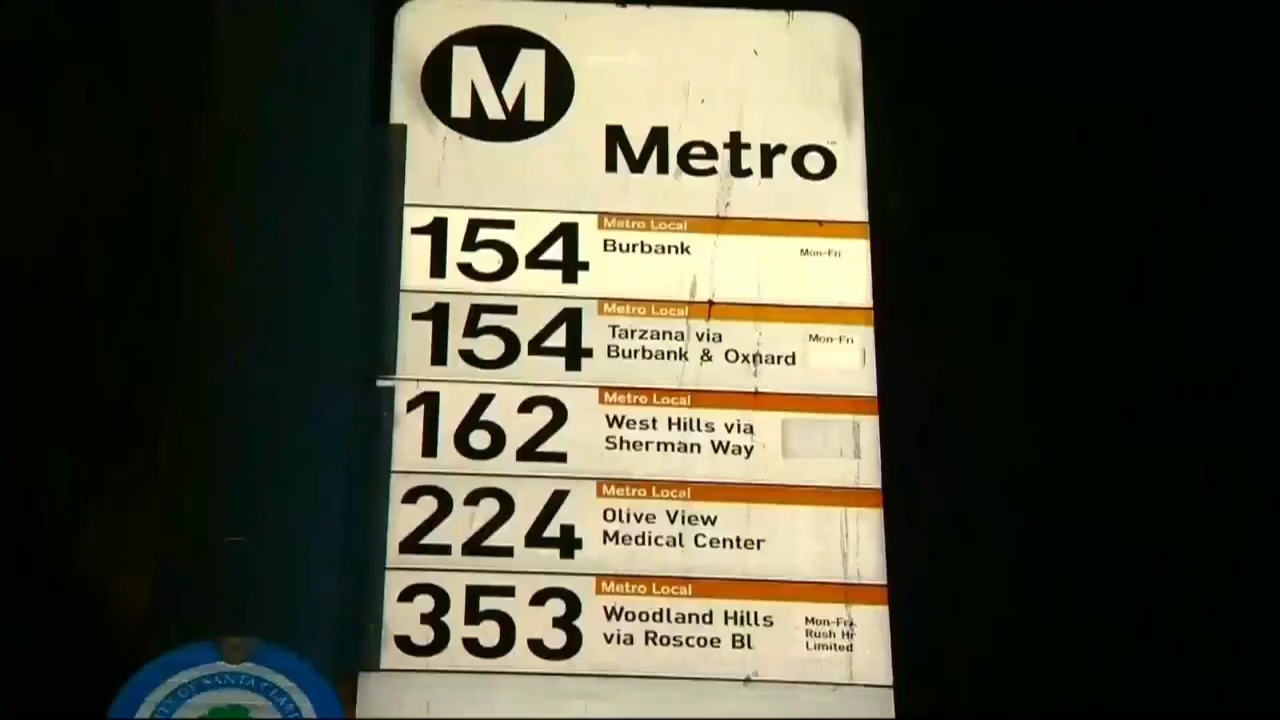 M
Metro
154 Metro Local
Burbank Mon-Fri
154 Metro Local
Tarzana via Mon-Fri
Burbank & Oxnard
162 Metro Local
West Hills via
Sherman Way
224 Metro Local
Olive View
Medical Center
353 Metro Local
Woodland Hills Mon-Fri
via Roscoe Bl Rush Hr
Limited
OF SANTA